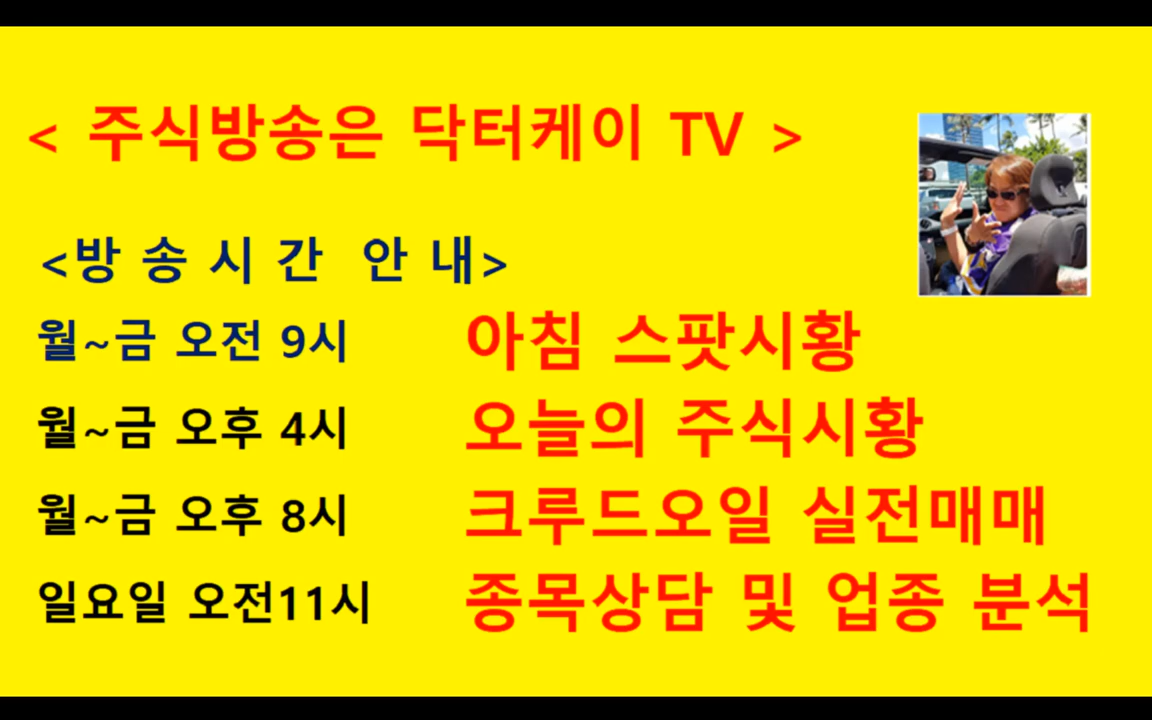 < 주식방송은 닥터케이 TV >
<방 송 시 간 안 내>
월~금 오전 9시 아침 스팟시황
월~금 오후 4시 오늘의 주식시황
월~금 오후 8시 크루드오일 실전매매
일요일 오전11시 종목상담 및 업종 분석